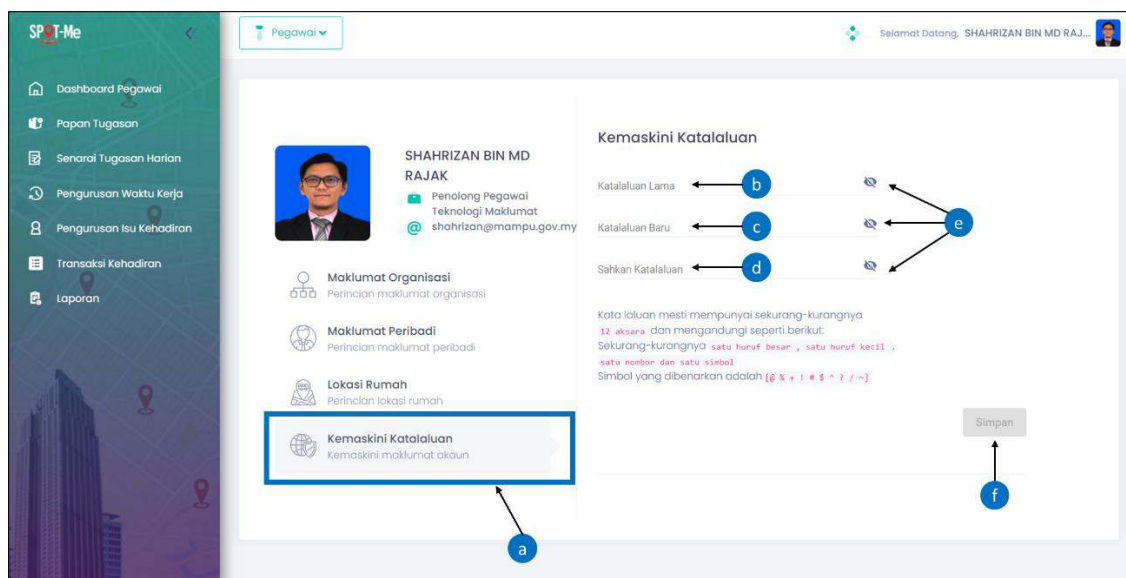 SPOT-Me
Pegawai
Selamat Datang, SHAHRIZAN BIN MD RAJ...
Dashboard Pegawai
Papan Tugasan
Senarai Tugasan Harian
Pengurusan Waktu Kerja
Pengurusan Isu Kehadiran
Transaksi Kehadiran
Laporan
SHAHRIZAN BIN MD
RAJAK
Penolong Pegawai
Teknologi Maklumat
@ shahrizan@mampu.gov.my
Maklumat Organisasi
Perincian maklumat organisasi
Maklumat Peribadi
Perincian maklumat peribadi
Lokasi Rumah
Perincian lokasi rumah
Kemaskini Katalaluan
Kemaskini maklumat akaun
a
Kemaskini Katalaluan
Katalaluan Lama b
Katalaluan Baru c e
Sahkan Katalaluan d
Kata laluan mesti mempunyai sekurang-kurangnya
12 aksara dan mengandungi seperti berikut:
Sekurang-kurangnya satu huruf besar , satu huruf kecil ,
satu nombor dan satu simbol
Simbol yang dibenarkan adalah [@ % + ! # $ ^ ? / ~]
Simpan
f